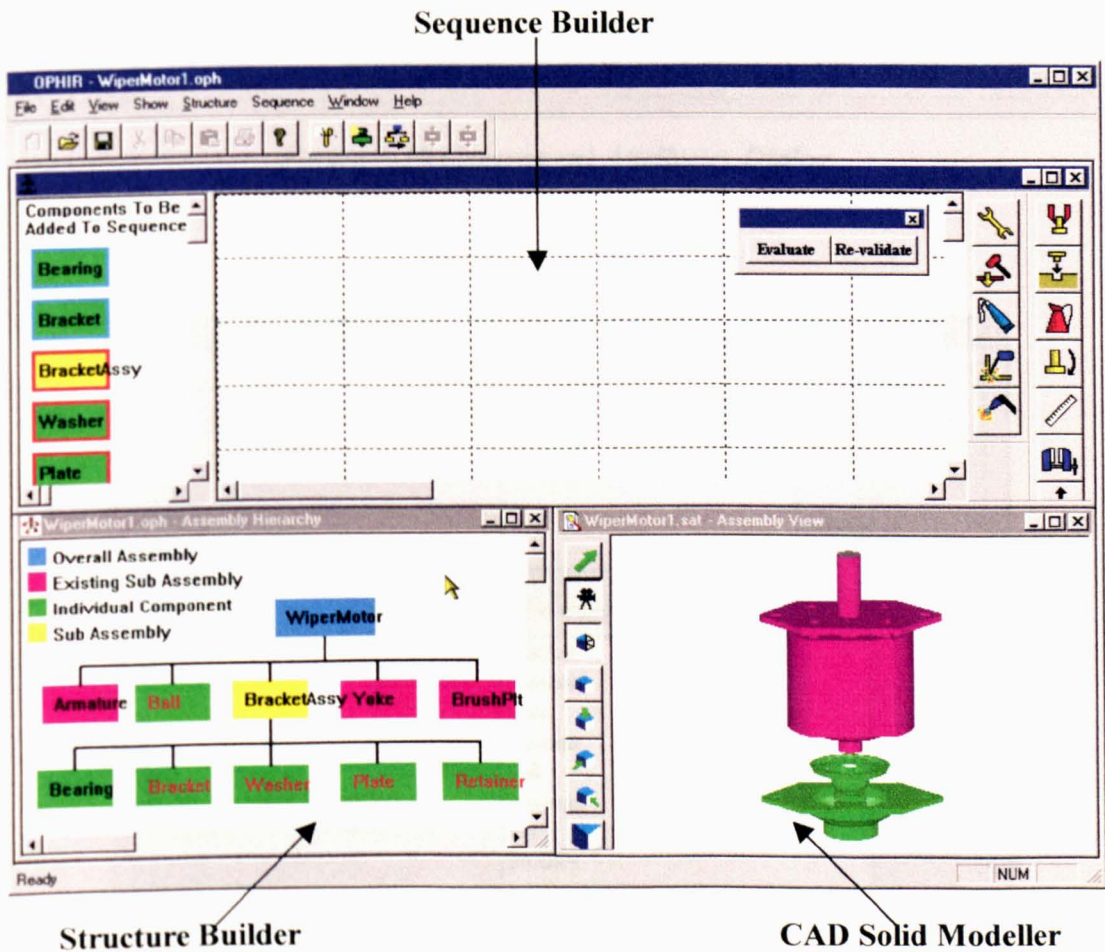 Sequence Builder
OPHIR - WiperMotor1.oph
File Edit View Show Structure Sequence Window Help
Components To Be
Added To Sequence
Bearing
Bracket
BracketAssy
Washer
Plate
Evaluate Re-validate
WiperMotor1.oph - Assembly Hierarchy
Overall Assembly
Existing Sub Assembly
Individual Component
Sub Assembly
WiperMotor
Armature Ball BracketAssy Yoke BrushPlt
Bearing Bracket Washer Plate Retainer
WiperMotor1.sat - Assembly View
Ready
NUM
Structure Builder
CAD Solid Modeller